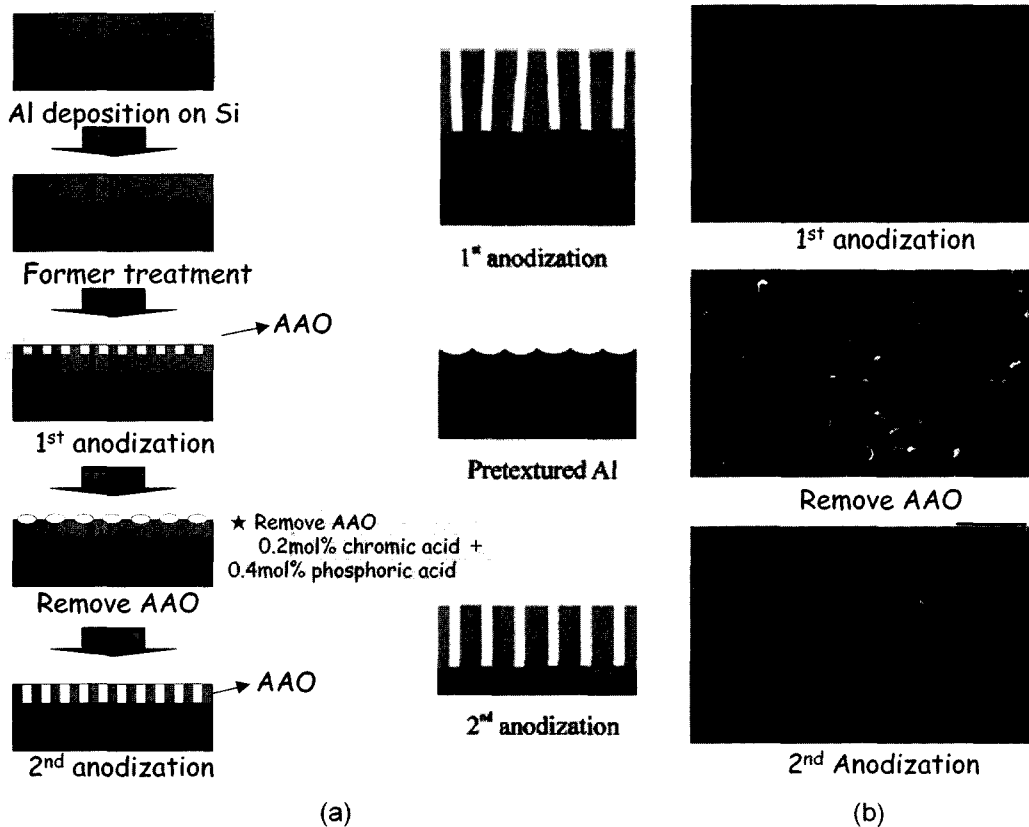 Al deposition on Si
Former treatment
AAO
1st anodization
★ Remove AAO
0.2mol% chromic acid +
0.4mol% phosphoric acid
Remove AAO
AAO
2nd anodization
1st anodization
Pretextured Al
2nd anodization
(a)
1st anodization
Remove AAO
2nd Anodization
(b)